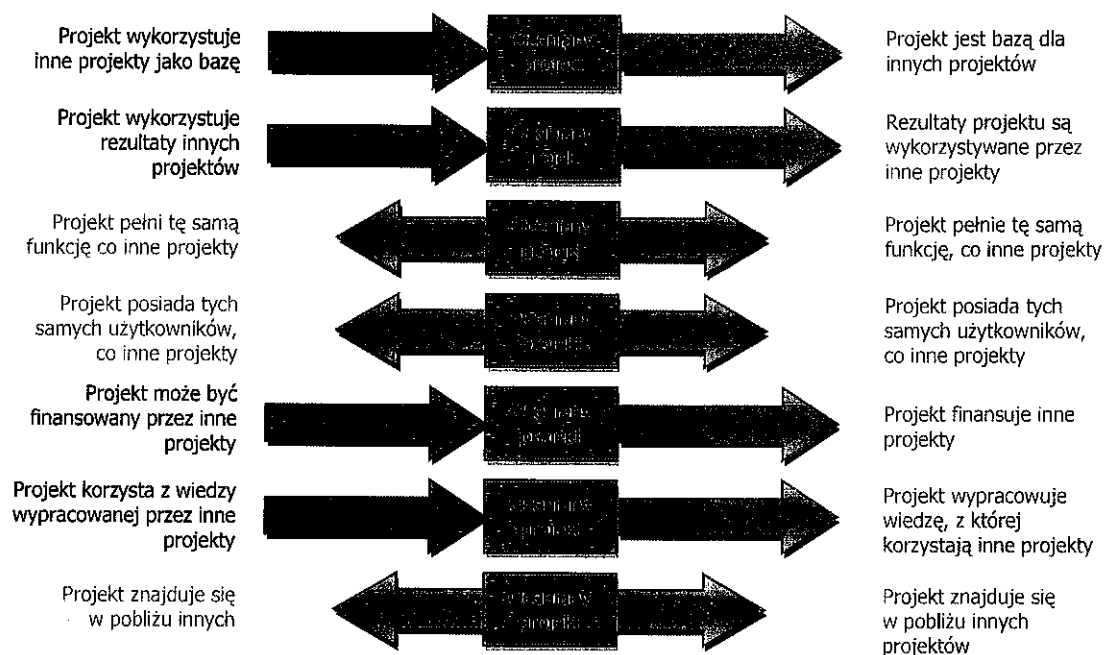 Projekt wykorzystuje
inne projekty jako bazę
projekt
Projekt jest bazą dla
innych projektów
Projekt wykorzystuje
rezultaty innych
projektów
Rezultaty projektu są
wykorzystywane przez
inne projekty
Projekt pełni tę samą
funkcję co inne projekty
Projekt pełnie tę samą
funkcję, co inne projekty
Projekt posiada tych
samych użytkowników,
co inne projekty
Projekt posiada tych
samych użytkowników,
co inne projekty
Projekt może być
finansowany przez inne
projekty
Projekt finansuje inne
projekty
Projekt korzysta z wiedzy
wypracowanej przez inne
projekty
Projekt wypracowuje
wiedzę, z której
korzystają inne projekty
Projekt znajduje się
w pobliżu innych
Projekt znajduje się
w pobliżu innych
projektów